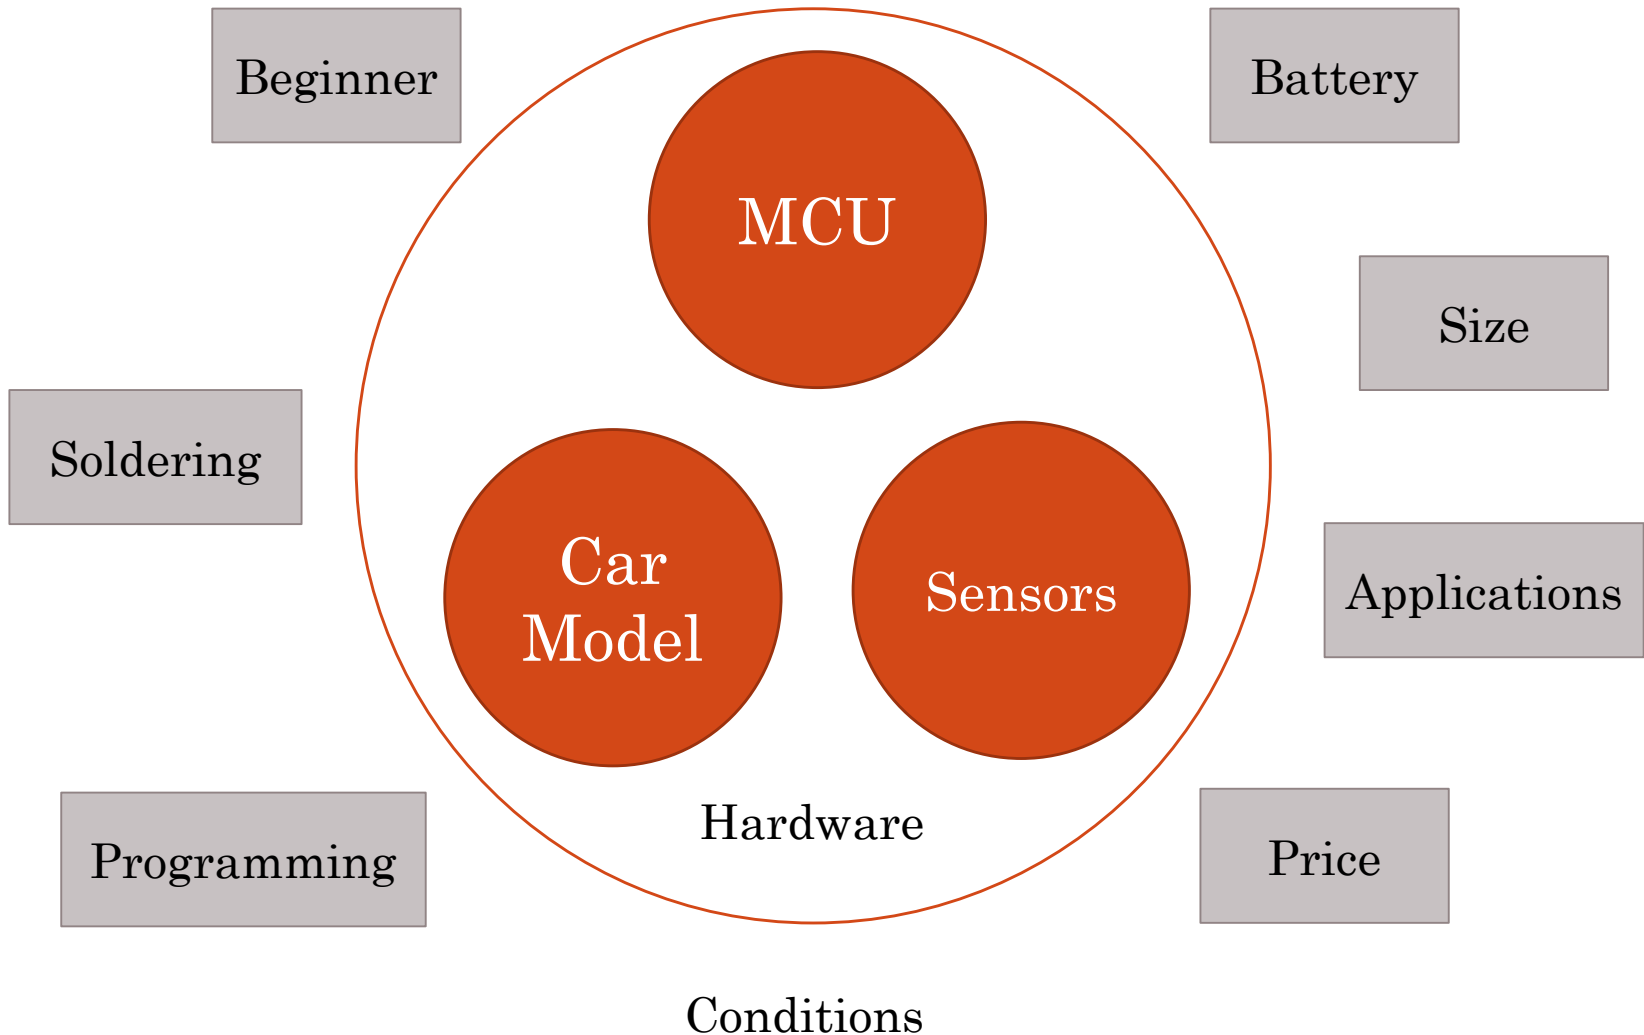 Beginner
Battery
MCU
Size
Soldering
Car
Model
Sensors
Applications
Hardware
Programming
Price
Conditions